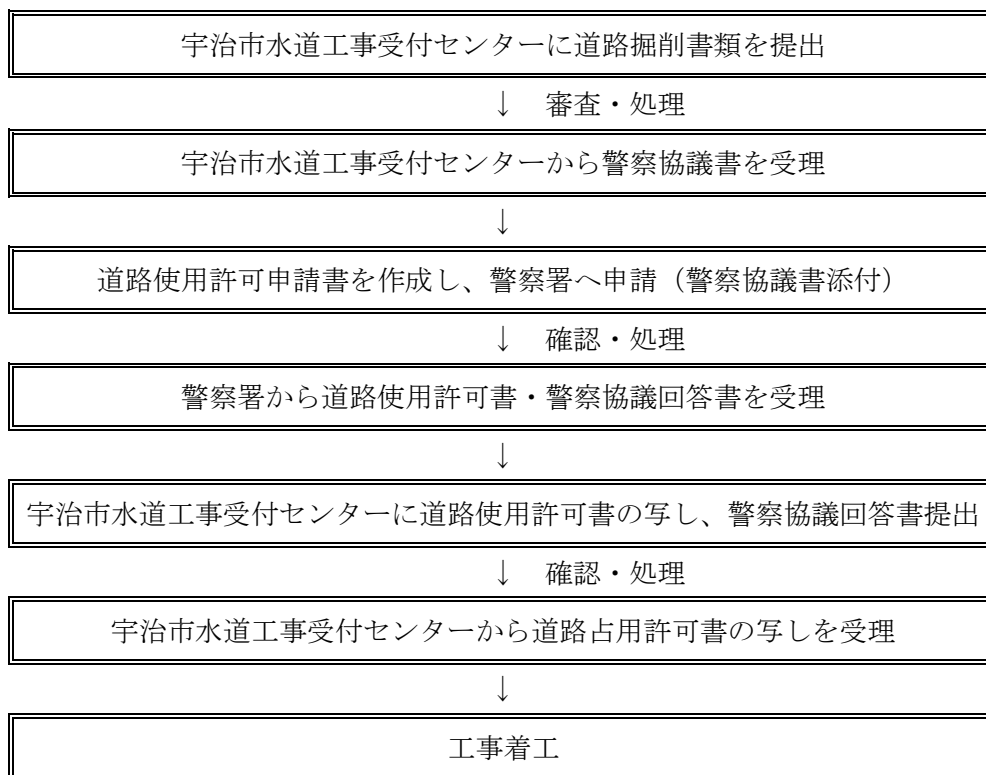 宇治市水道工事受付センターに道路掘削書類を提出
↓ 審査・処理
宇治市水道工事受付センターから警察協議書を受理
↓
道路使用許可申請書を作成し、警察署へ申請（警察協議書添付）
↓ 確認・処理
警察署から道路使用許可書・警察協議回答書を受理
↓
宇治市水道工事受付センターに道路使用許可書の写し、警察協議回答書提出
↓ 確認・処理
宇治市水道工事受付センターから道路占用許可書の写しを受理
↓
工事着工